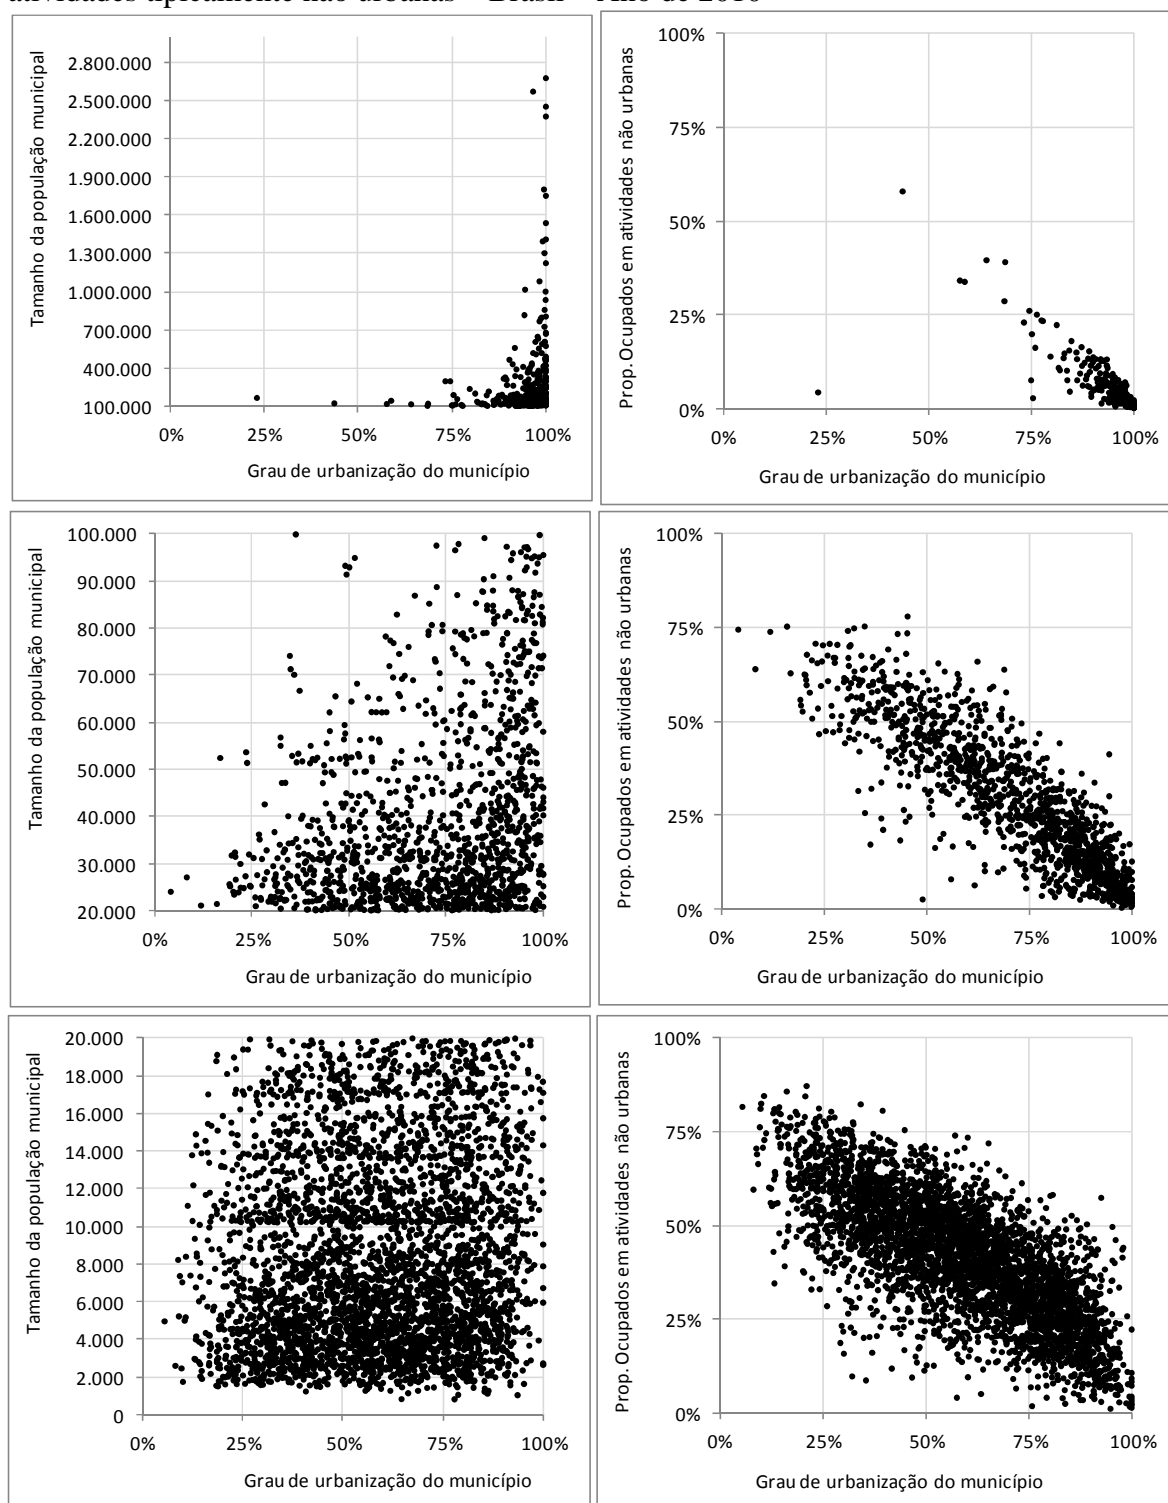 atividades tipicamente não urbanas – Brasil – Ano de 2010
Tamanho da população municipal
2.800.000
2.500.000
2.200.000
1.900.000
1.600.000
1.300.000
1.000.000
700.000
400.000
100.000
0% 25% 50% 75% 100%
Grau de urbanização do município
Prop. Ocupados em atividades não urbanas
100%
75%
50%
25%
0%
0% 25% 50% 75% 100%
Grau de urbanização do município
Tamanho da população municipal
100.000
90.000
80.000
70.000
60.000
50.000
40.000
30.000
20.000
0% 25% 50% 75% 100%
Grau de urbanização do município
Prop. Ocupados em atividades não urbanas
100%
75%
50%
25%
0%
0% 25% 50% 75% 100%
Grau de urbanização do município
Tamanho da população municipal
20.000
18.000
16.000
14.000
12.000
10.000
8.000
6.000
4.000
2.000
0
0% 25% 50% 75% 100%
Grau de urbanização do município
Prop. Ocupados em atividades não urbanas
100%
75%
50%
25%
0%
0% 25% 50% 75% 100%
Grau de urbanização do município